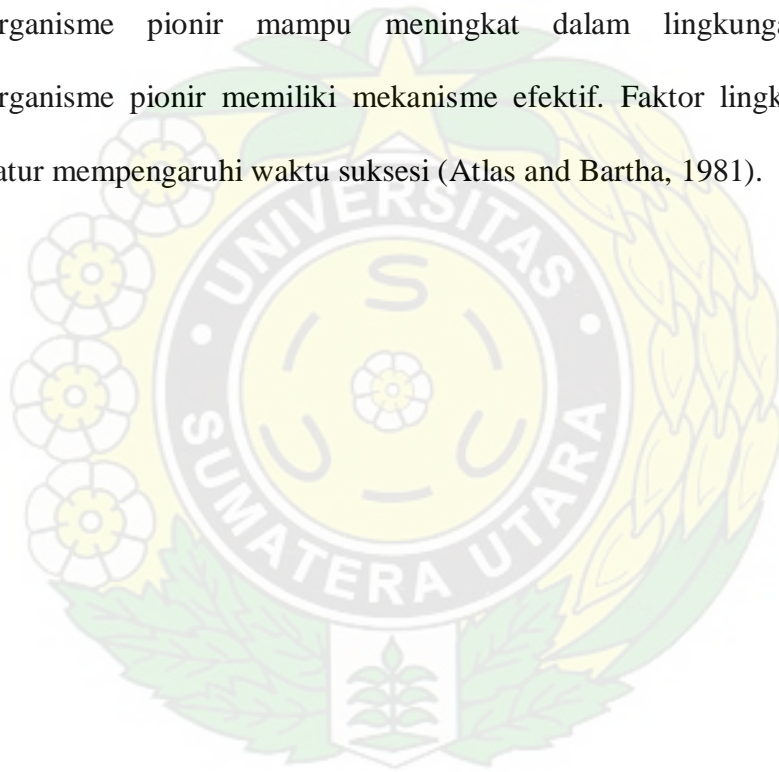 rganisme pionir mampu meningkat dalam lingkunga
rganisme pionir memiliki mekanisme efektif. Faktor lingk
atur mempengaruhi waktu suksesi (Atlas and Bartha, 1981).
UNIVERSITAS
SUMATERA UTARA